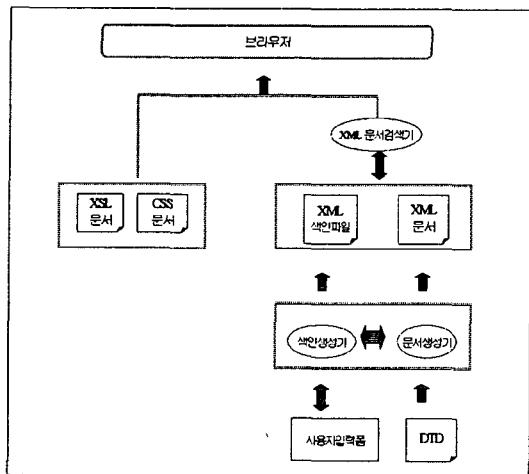 브라우저
XML 문서검색기
XSL
문서
CSS
문서
XML
색인파일
XML
문서
색인생성기
문서생성기
사용자입력폼
DTD